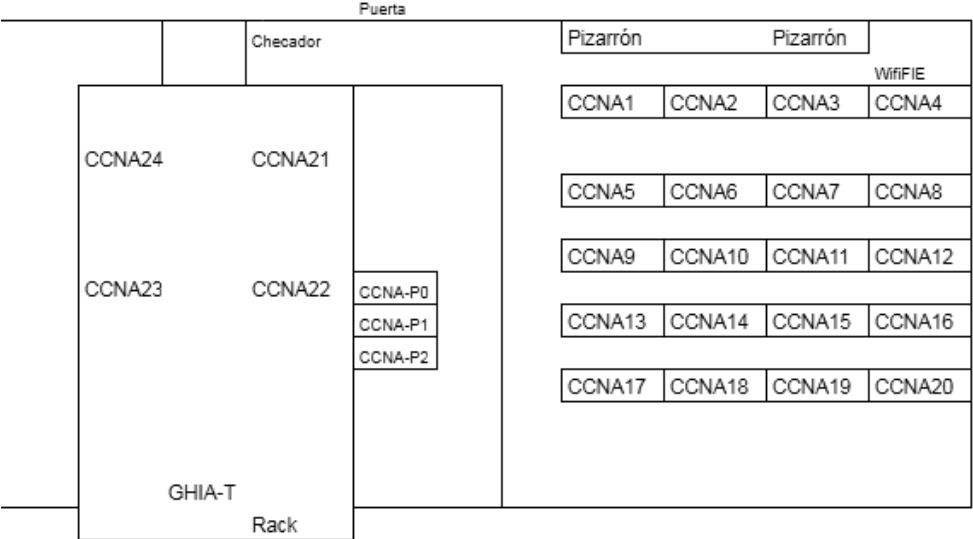 Puerta
Checador
Pizarrón Pizarrón
WifiFIE
CCNA1 CCNA2 CCNA3 CCNA4
CCNA24 CCNA21
CCNA5 CCNA6 CCNA7 CCNA8
CCNA9 CCNA10 CCNA11 CCNA12
CCNA23 CCNA22 CCNA-P0
CCNA-P1
CCNA13 CCNA14 CCNA15 CCNA16
CCNA-P2
CCNA17 CCNA18 CCNA19 CCNA20
GHIA-T
Rack